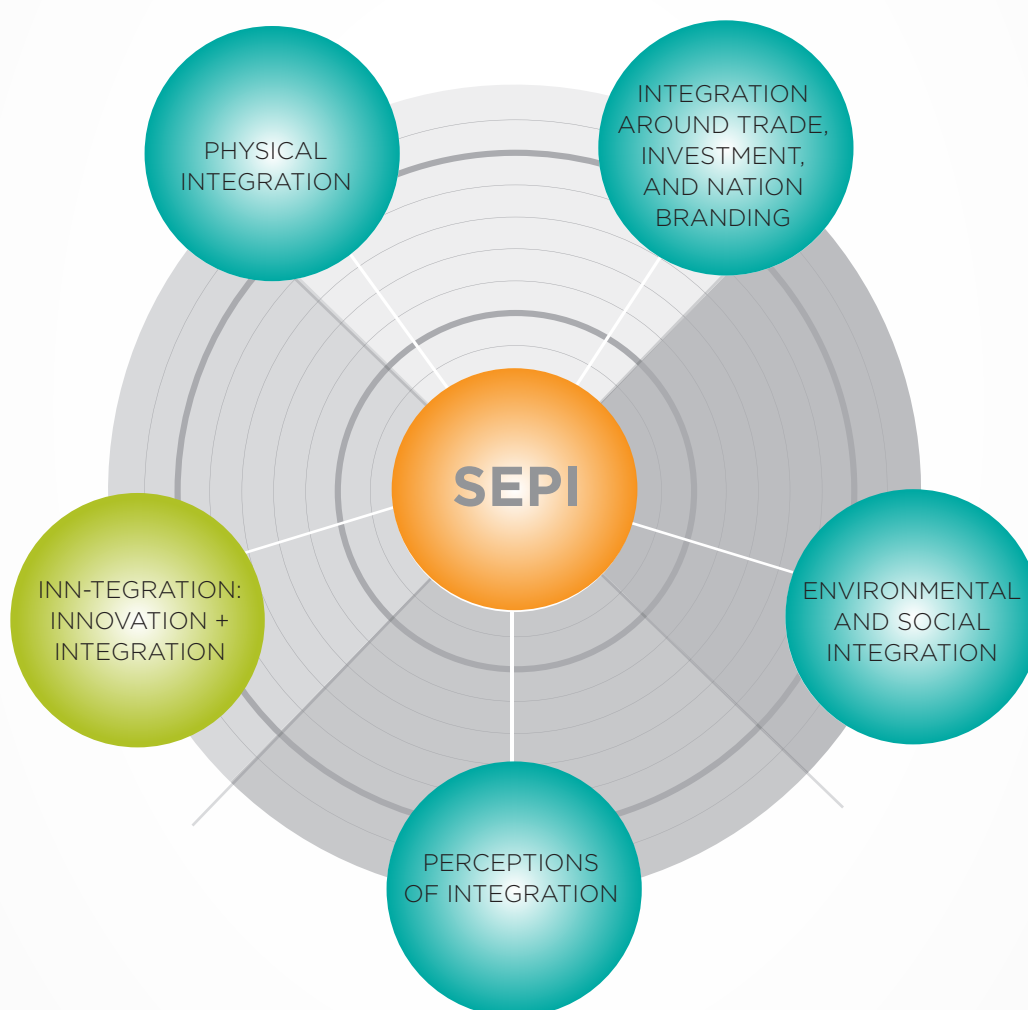 PHYSICAL
INTEGRATION
INTEGRATION
AROUND TRADE,
INVESTMENT,
AND NATION
BRANDING
SEPI
INN-TEGRATION:
INNOVATION +
INTEGRATION
ENVIRONMENTAL
AND SOCIAL
INTEGRATION
PERCEPTIONS
OF INTEGRATION